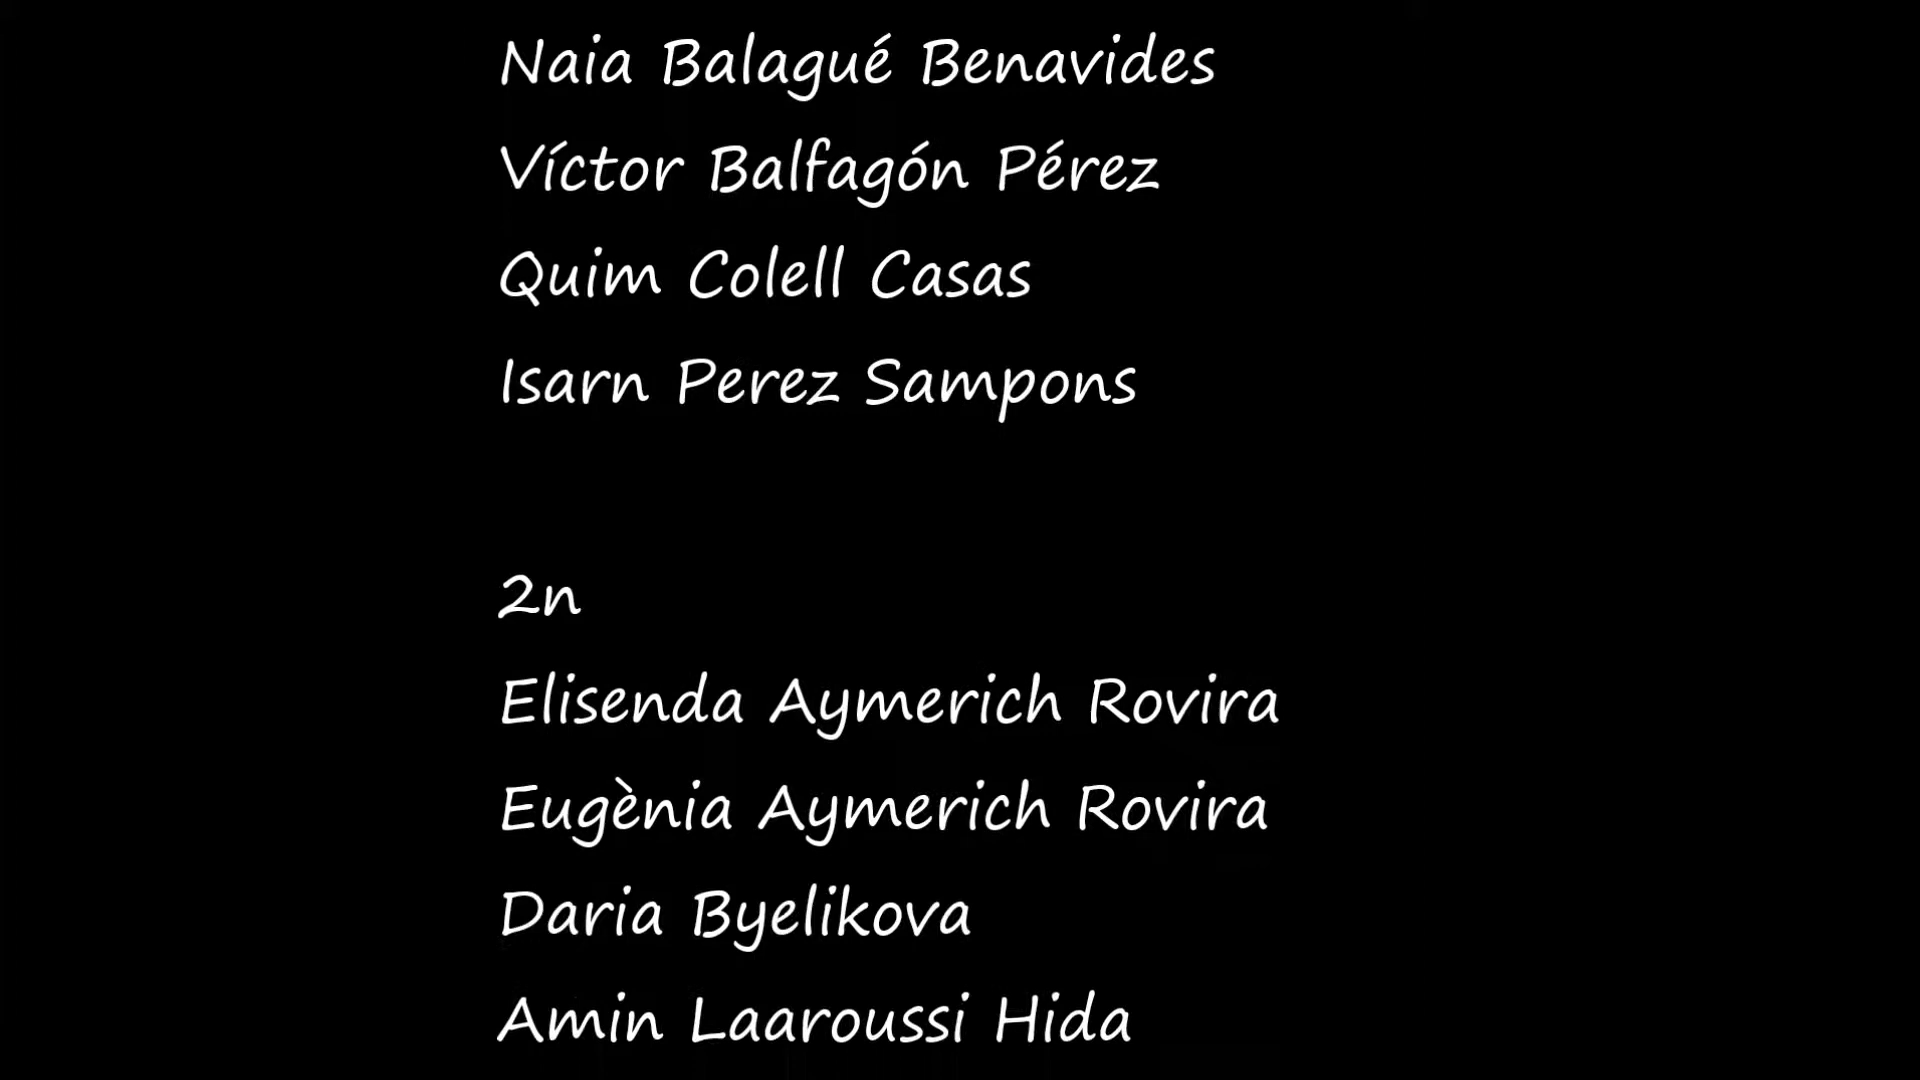 Naia Balagué Benavides
Víctor Balfagón Pérez
Quim Colell Casas
Isarn Perez Sampons
2n
Elisenda Aymerich Rovira
Eugènia Aymerich Rovira
Daria Byelikova
Amin Laaroussi Hida